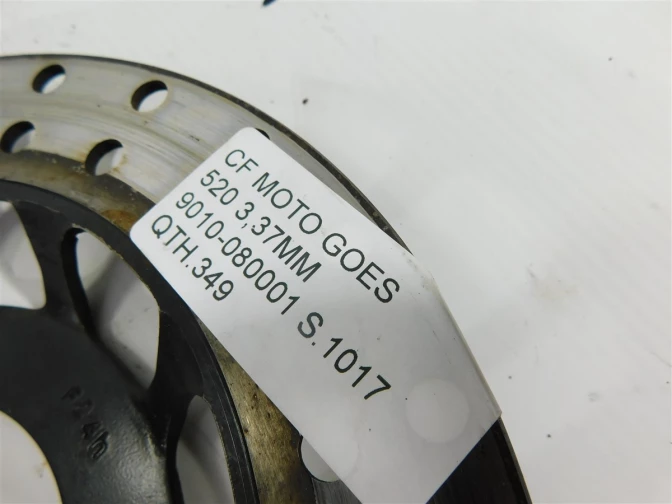 CF MOTO GOES
520 3,37MM
9010-080001 S.1017
QTH.349